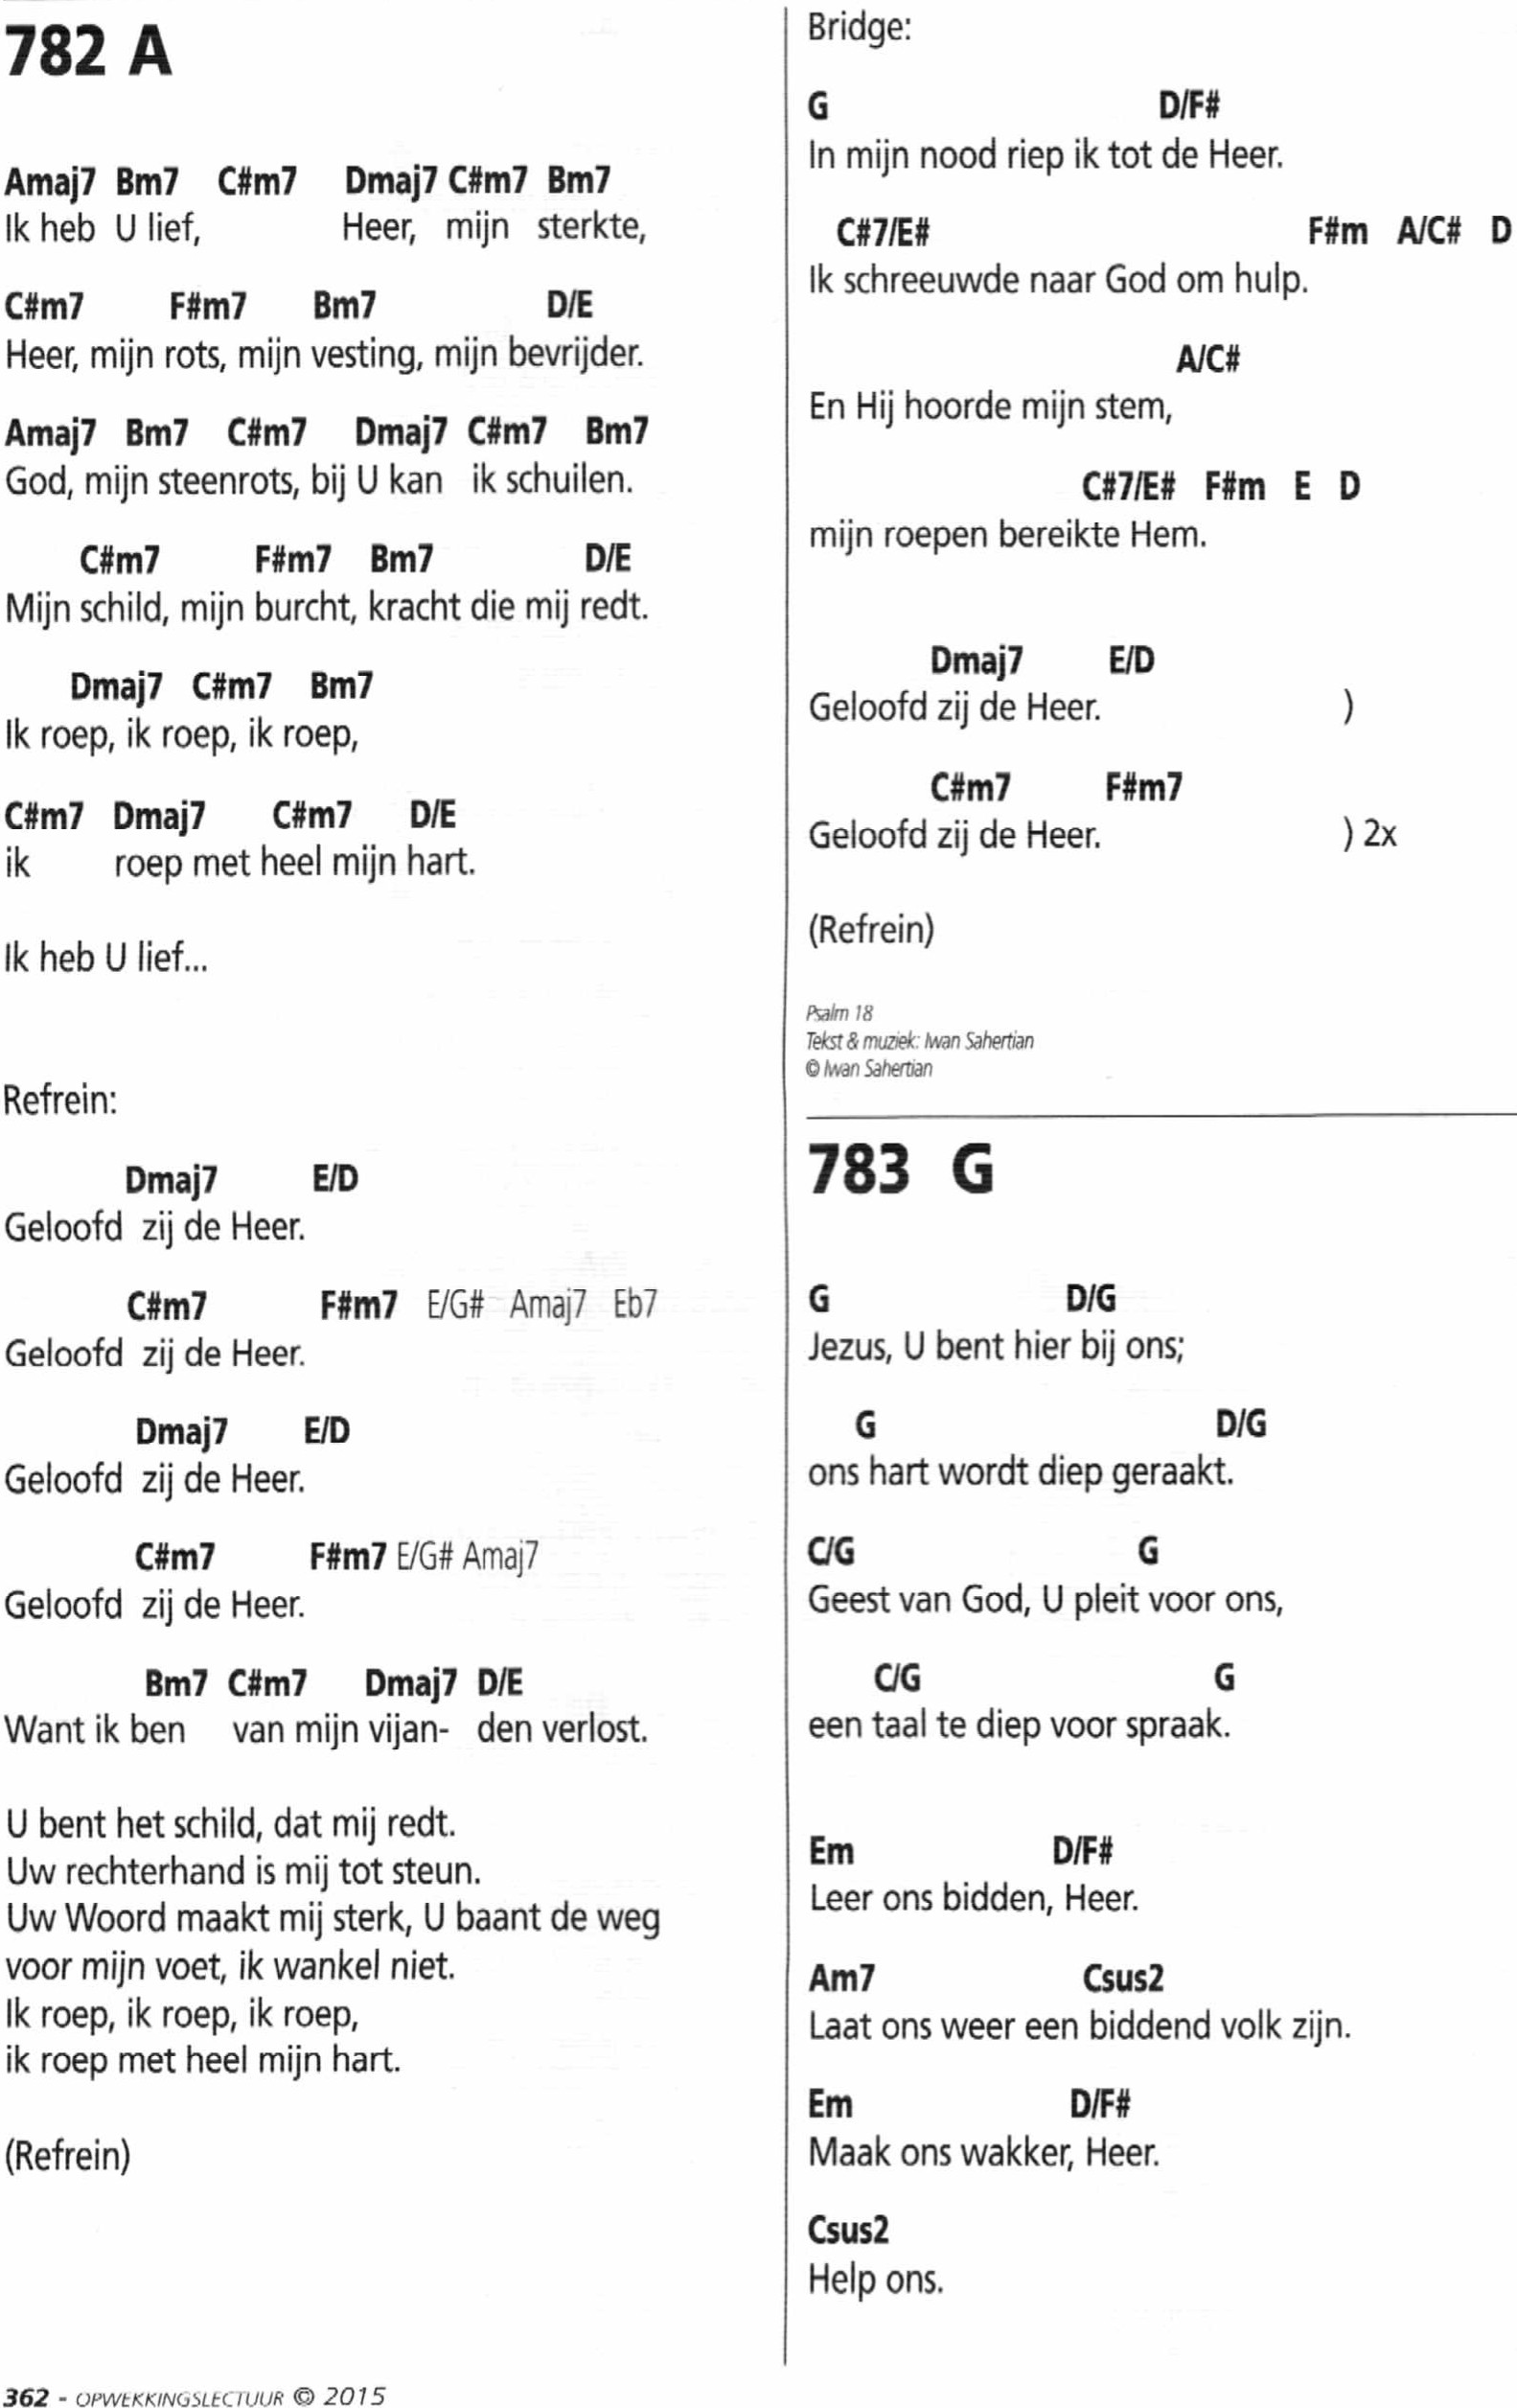 782 A
Amaj7 Bm7 C#m7 Dmaj7 C#m7 Bm7
Ik heb U lief, Heer, mijn sterkte,
C#m7 F#m7 Bm7 D/E
Heer, mijn rots, mijn vesting, mijn bevrijder.
Amaj7 Bm7 C#m7 Dmaj7 C#m7 Bm7
God, mijn steenrots, bij U kan ik schuilen.
C#m7 F#m7 Bm7 D/E
Mijn schild, mijn burcht, kracht die mij redt.
Dmaj7 C#m7 Bm7
Ik roep, ik roep, ik roep,
C#m7 Dmaj7 C#m7 D/E
ik roep met heel mijn hart.
Ik heb U lief...
Refrein:
Dmaj7 E/D
Geloofd zij de Heer.
C#m7 F#m7 E/G# Amaj7 Eb7
Geloofd zij de Heer.
Dmaj7 E/D
Geloofd zij de Heer.
C#m7 F#m7 E/G# Amaj7
Geloofd zij de Heer.
Bm7 C#m7 Dmaj7 D/E
Want ik ben van mijn vijan- den verlost.
U bent het schild, dat mij redt.
Uw rechterhand is mij tot steun.
Uw Woord maakt mij sterk, U baant de weg
voor mijn voet, ik wankel niet.
Ik roep, ik roep, ik roep,
ik roep met heel mijn hart.
(Refrein)
Bridge:
G D/F#
In mijn nood riep ik tot de Heer.
C#7/E# F#m A/C# D
Ik schreeuwde naar God om hulp.
A/C#
En Hij hoorde mijn stem,
C#7/E# F#m E D
mijn roepen bereikte Hem.
Dmaj7 E/D
Geloofd zij de Heer. )
C#m7 F#m7
Geloofd zij de Heer. ) 2x
(Refrein)
Psalm 18
Tekst & muziek: Iwan Sahertian
© Iwan Sahertian
783 G
G D/G
Jezus, U bent hier bij ons;
G D/G
ons hart wordt diep geraakt.
C/G G
Geest van God, U pleit voor ons,
C/G G
een taal te diep voor spraak.
Em D/F#
Leer ons bidden, Heer.
Am7 Csus2
Laat ons weer een biddend volk zijn.
Em D/F#
Maak ons wakker, Heer.
Csus2
Help ons.
362 - OPWEKKINGSLECTUUR © 2015